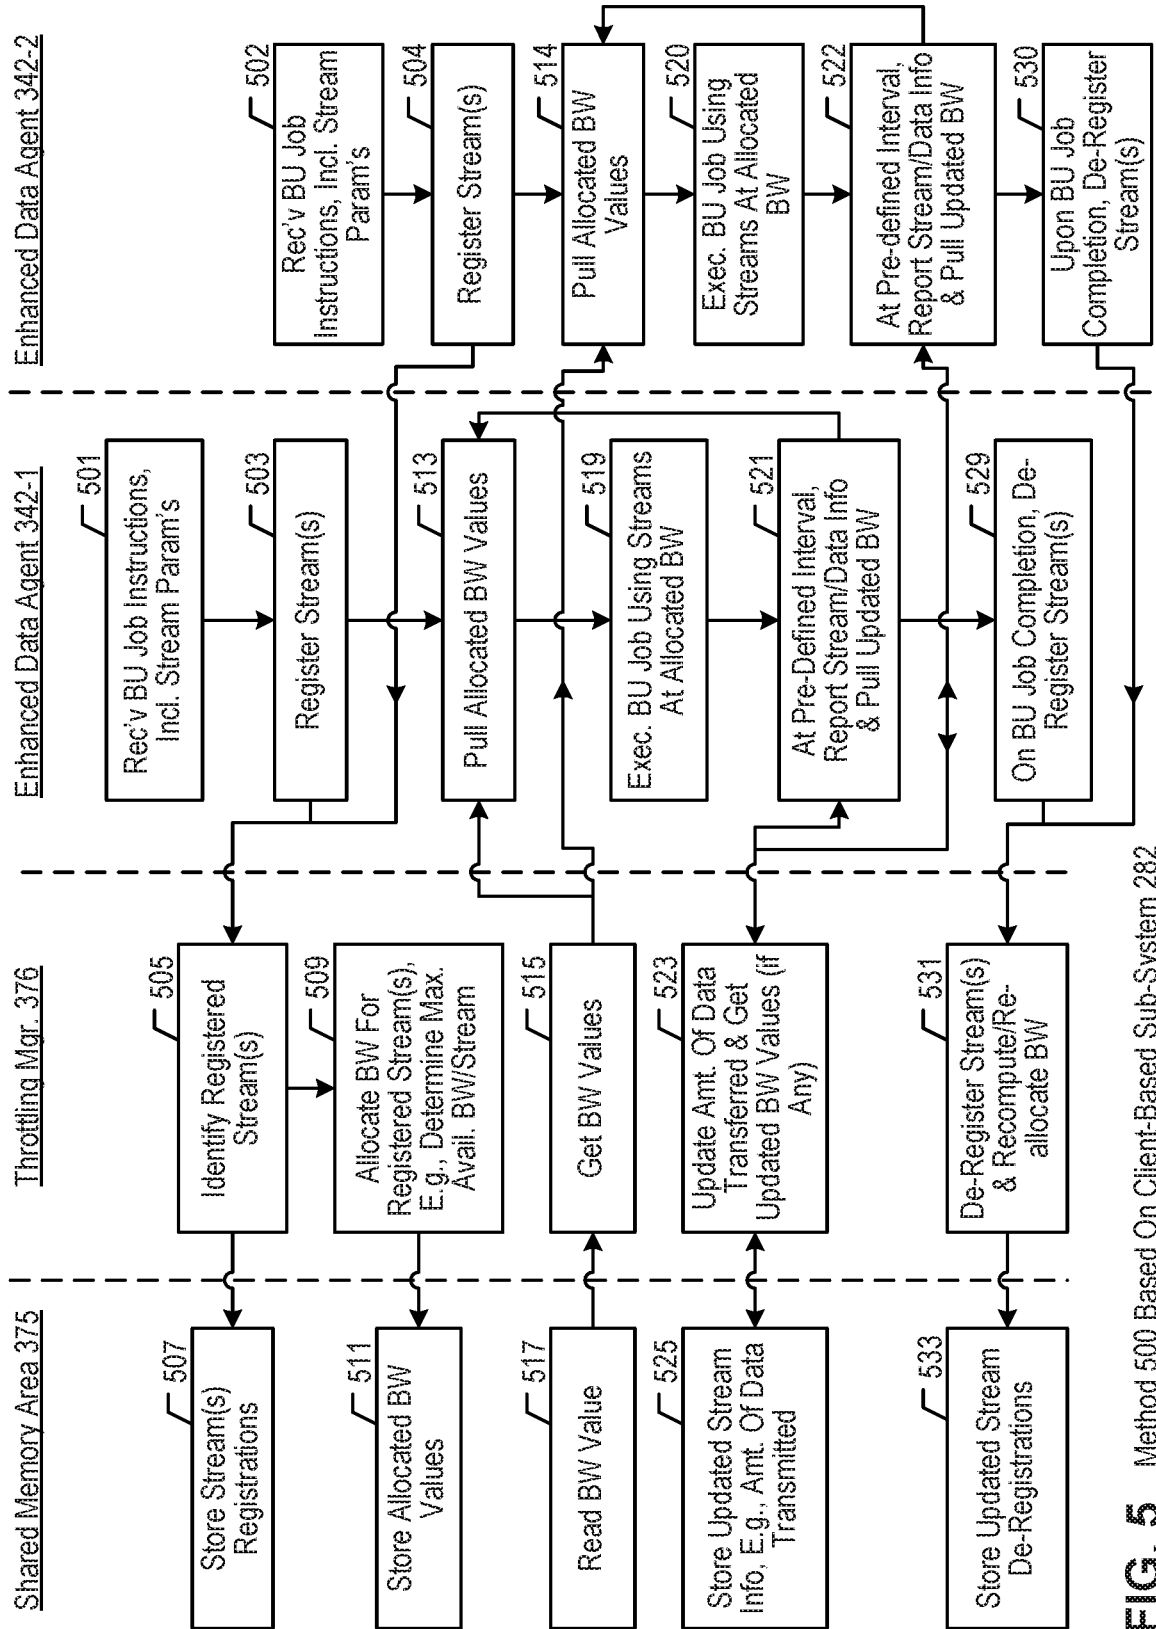 Shared Memory Area 375
507
Store Stream(s)
Registrations
511
Store Allocated BW
Values
517
Read BW Value
525
Store Updated Stream
Info, E.g., Amt. Of Data
Transmitted
533
Store Updated Stream
De-Registrations
Throttling Mgr. 376
505
Identify Registered
Stream(s)
509
Allocate BW For
Registered Stream(s),
E.g., Determine Max.
Avail. BW/Stream
515
Get BW Values
523
Update Amt. Of Data
Transferred & Get
Updated BW Values (if
Any)
531
De-Register Stream(s)
& Recompute/Re-
allocate BW
Enhanced Data Agent 342-1
501
Rec'v BU Job Instructions,
Incl. Stream Param's
503
Register Stream(s)
513
Pull Allocated BW Values
519
Exec. BU Job Using Streams
At Allocated BW
521
At Pre-Defined Interval,
Report Stream/Data Info
& Pull Updated BW
529
On BU Job Completion, De-
Register Stream(s)
Enhanced Data Agent 342-2
502
Rec'v BU Job
Instructions, Incl. Stream
Param's
504
Register Stream(s)
514
Pull Allocated BW
Values
520
Exec. BU Job Using
Streams At Allocated
BW
522
At Pre-defined Interval,
Report Stream/Data Info
& Pull Updated BW
530
Upon BU Job
Completion, De-Register
Stream(s)
FIG. 5 Method 500 Based On Client-Based Sub-System 282